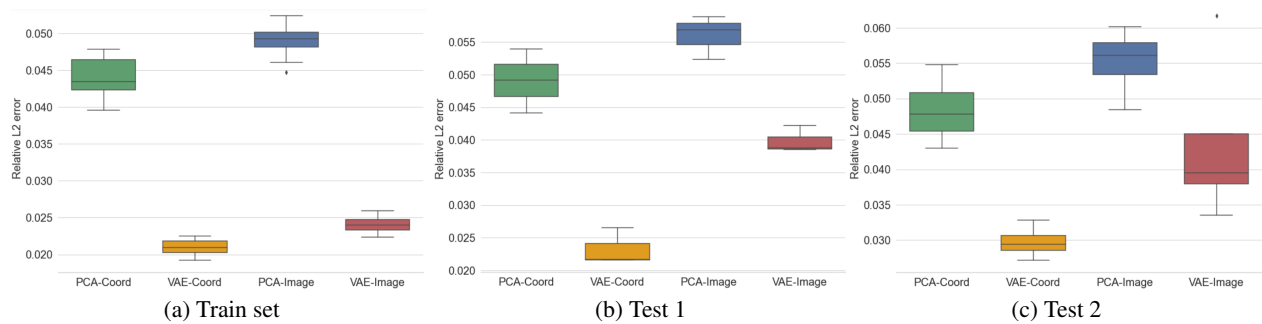 Relative L2 error
0.050
0.045
0.040
0.035
0.030
0.025
0.020
PCA-Coord VAE-Coord PCA-Image VAE-Image
(a) Train set
Relative L2 error
0.055
0.050
0.045
0.040
0.035
0.030
0.025
0.020
PCA-Coord VAE-Coord PCA-Image VAE-Image
(b) Test 1
Relative L2 error
0.060
0.055
0.050
0.045
0.040
0.035
0.030
PCA-Coord VAE-Coord PCA-Image VAE-Image
(c) Test 2